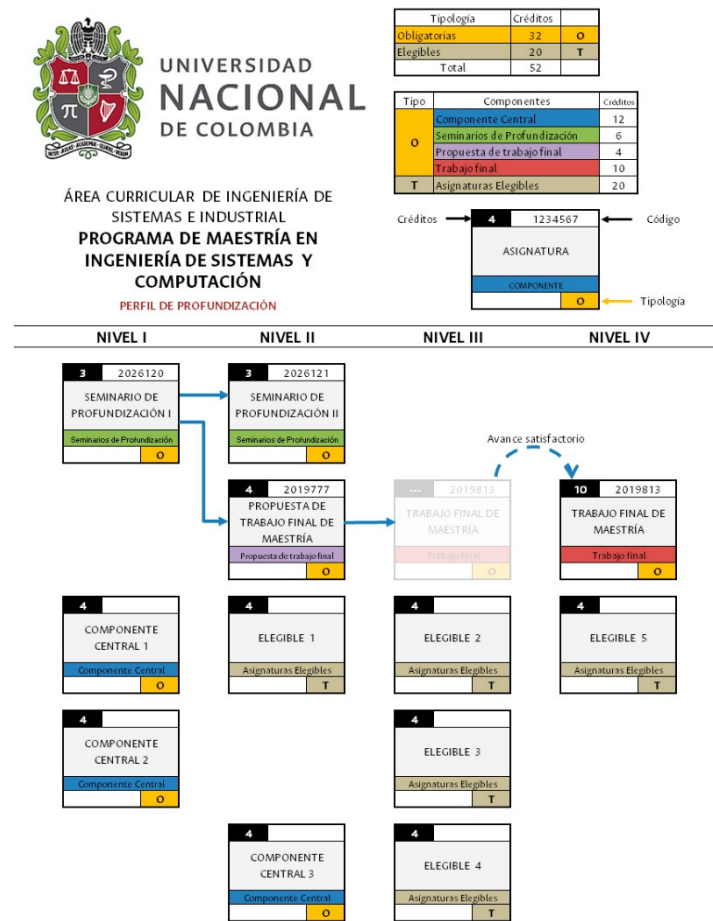 UNIVERSIDAD
NACIONAL
DE COLOMBIA
INTER · AULAS · ACADEMIÆ · QUÆRE · VERUM
ÁREA CURRICULAR DE INGENIERÍA DE
SISTEMAS E INDUSTRIAL
PROGRAMA DE MAESTRÍA EN
INGENIERÍA DE SISTEMAS Y
COMPUTACIÓN
PERFIL DE PROFUNDIZACIÓN
Tipología Créditos
Obligatorias 32 O
Elegibles 20 T
Total 52
Tipo Componentes Créditos
O
Componente Central 12
Seminarios de Profundización 6
Propuesta de trabajo final 4
Trabajo final 10
T Asignaturas Elegibles 20
Créditos 4 1234567 Código
ASIGNATURA
COMPONENTE
O Tipología
NIVEL I NIVEL II NIVEL III NIVEL IV
3 2026120
SEMINARIO DE
PROFUNDIZACIÓN I
Seminarios de Profundización
O
3 2026121
SEMINARIO DE
PROFUNDIZACIÓN II
Seminarios de Profundización
O
Avance satisfactorio
4 2019777
PROPUESTA DE
TRABAJO FINAL DE
MAESTRÍA
Propuesta de trabajo final
O
--- 2019813
TRABAJO FINAL DE
MAESTRÍA
Trabajo final
O
10 2019813
TRABAJO FINAL DE
MAESTRÍA
Trabajo final
O
4
COMPONENTE
CENTRAL 1
Componente Central
O
4
ELEGIBLE 1
Asignaturas Elegibles
T
4
ELEGIBLE 2
Asignaturas Elegibles
T
4
ELEGIBLE 5
Asignaturas Elegibles
T
4
COMPONENTE
CENTRAL 2
Componente Central
O
4
ELEGIBLE 3
Asignaturas Elegibles
T
4
COMPONENTE
CENTRAL 3
Componente Central
O
4
ELEGIBLE 4
Asignaturas Elegibles
T